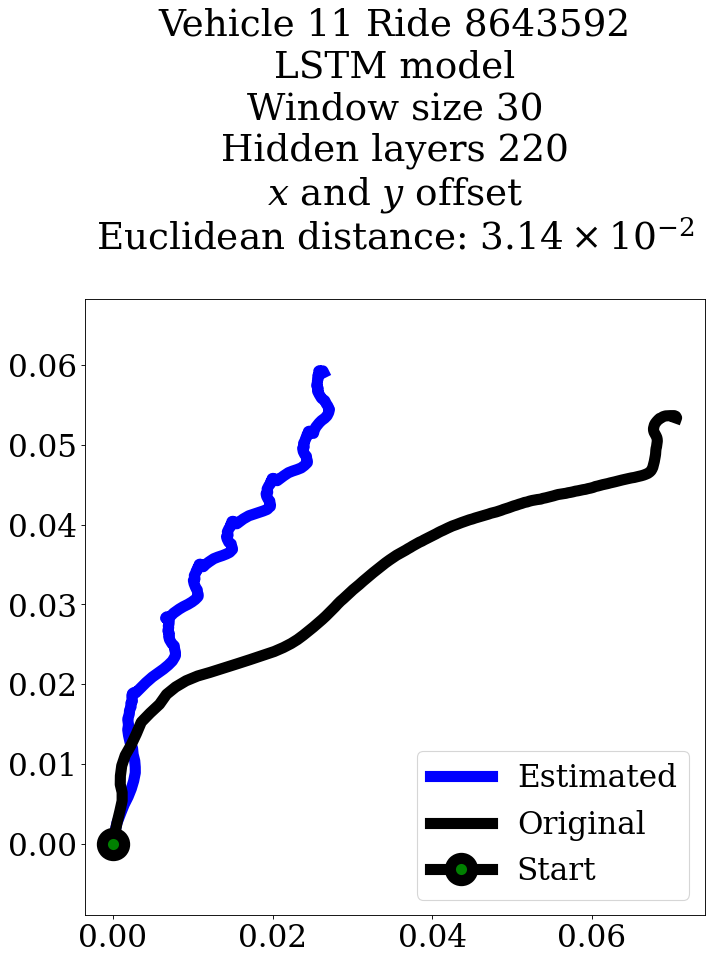 Vehicle 11 Ride 8643592
LSTM model
Window size 30
Hidden layers 220
x and y offset
Euclidean distance: 3.14 × 10⁻²
0.06
0.05
0.04
0.03
0.02
0.01
0.00
Estimated
Original
Start
0.00 0.02 0.04 0.06